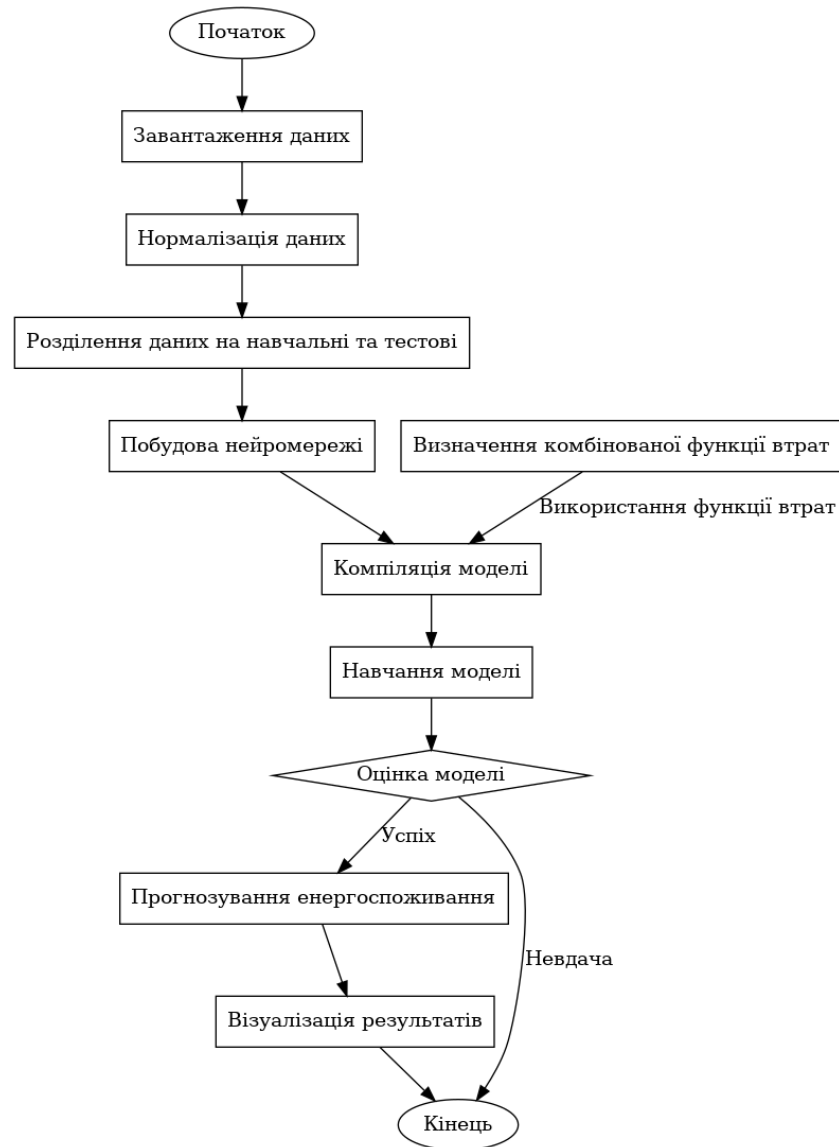 Початок
Завантаження даних
Нормалізація даних
Розділення даних на навчальні та тестові
Побудова нейромережі
Визначення комбінованої функції втрат
Використання функції втрат
Компіляція моделі
Навчання моделі
Оцінка моделі
Успіх
Прогнозування енергоспоживання
Невдача
Візуалізація результатів
Кінець